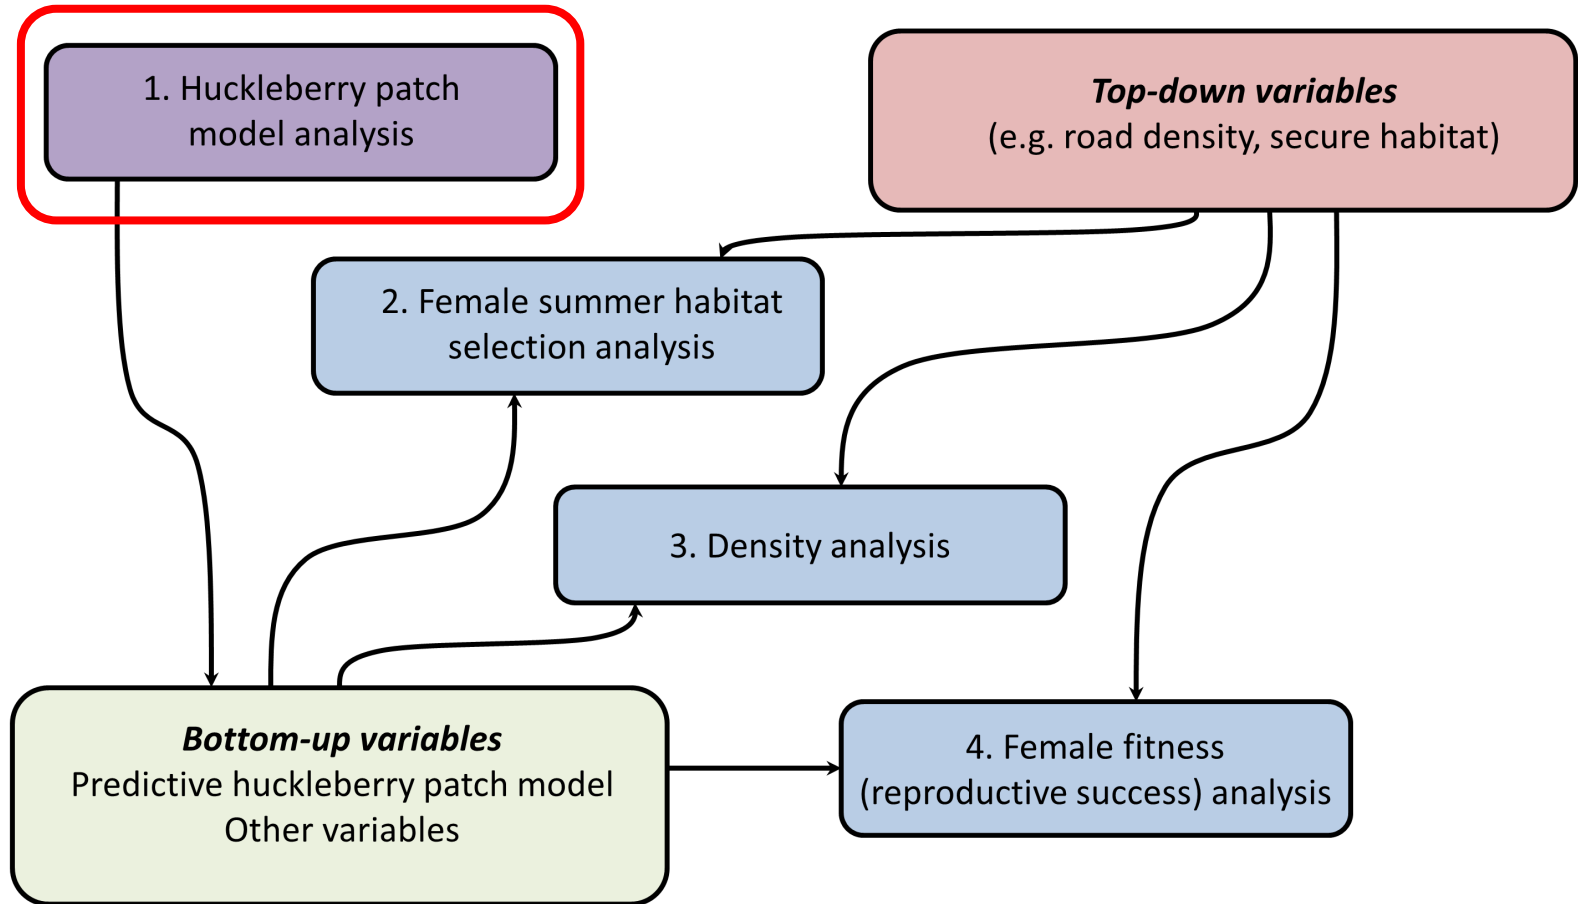 1. Huckleberry patch
model analysis
Top-down variables
(e.g. road density, secure habitat)
2. Female summer habitat
selection analysis
3. Density analysis
Bottom-up variables
Predictive huckleberry patch model
Other variables
4. Female fitness
(reproductive success) analysis